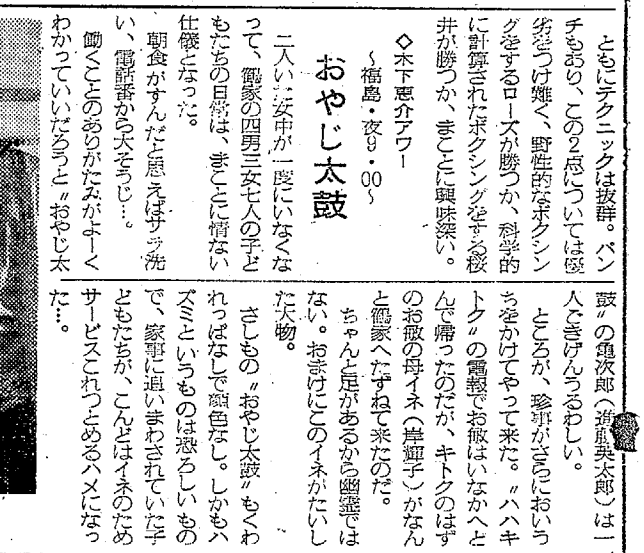 ともにテクニックは抜群。パン
チもあり、この2点については優
劣をつけ難く、野性的なボクシン
グをするローズが勝つか、科学的
に計算されたボクシングをする桜
井が勝つか、まことに興味深い。
◇木下恵介アワー
〜福島・夜9・00〜
おやじ太鼓
二人いた女中が一度にいなくな
って、鶴家の四男三女七人の子ど
もたちの日常は、まことに情ない
仕儀となった。
朝食がすんだと思えばサラ洗
い、電話番から大そうじ…。
働くことのありがたみがよーく
わかっていいだろうと〃おやじ太
鼓〃の亀次郎（進藤英太郎）は一
人ごきげんうるわしい。
ところが、珍事がさらにおいう
ちをかけてやって来た。〃ハハキ
トク〃の電報でお敏はいなかへと
んで帰ったのだが、キトクのはず
のお敏の母イネ（岸輝子）がなん
と鶴家へたずねて来たのだ。
ちゃんと足があるから幽霊では
ない。おまけにこのイネがたいし
た大物。
さしもの〃おやじ太鼓〃もくわ
れっぱなしで顔色なし。しかもハ
ズミというものは恐ろしいもの
で、家事に追いまわされていた子
どもたちが、こんどはイネのため
サービスこれつとめるハメになっ
た…。